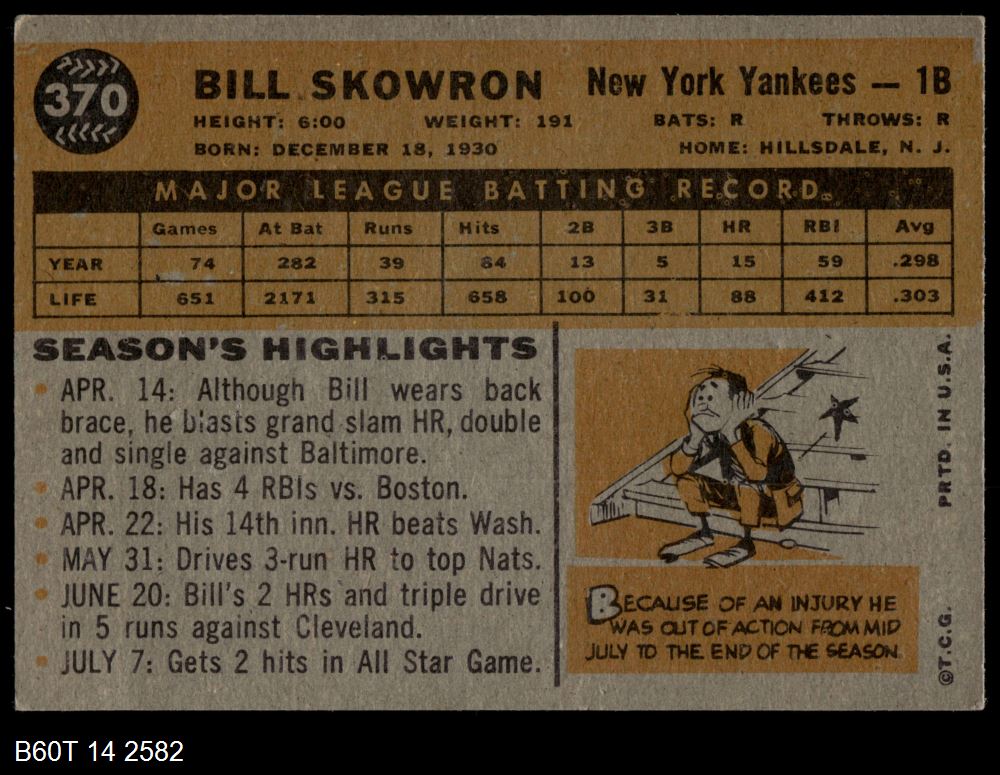 370
BILL SKOWRON New York Yankees — 1B
HEIGHT: 6:00 WEIGHT: 191 BATS: R THROWS: R
BORN: DECEMBER 18, 1930 HOME: HILLSDALE, N. J.
MAJOR LEAGUE BATTING RECORD
Games At Bat Runs Hits 2B 3B HR RBI Avg
YEAR 74 282 39 84 13 5 15 59 .298
LIFE 651 2171 315 658 100 31 88 412 .303
SEASON'S HIGHLIGHTS
• APR. 14: Although Bill wears back
brace, he blasts grand slam HR, double
and single against Baltimore.
• APR. 18: Has 4 RBIs vs. Boston.
• APR. 22: His 14th inn. HR beats Wash.
• MAY 31: Drives 3-run HR to top Nats.
• JUNE 20: Bill's 2 HRs and triple drive
in 5 runs against Cleveland.
• JULY 7: Gets 2 hits in All Star Game.
BECAUSE OF AN INJURY HE
WAS OUT OF ACTION FROM MID
JULY TO THE END OF THE SEASON
©T.C.G. PRTD. IN U.S.A.
B60T 14 2582